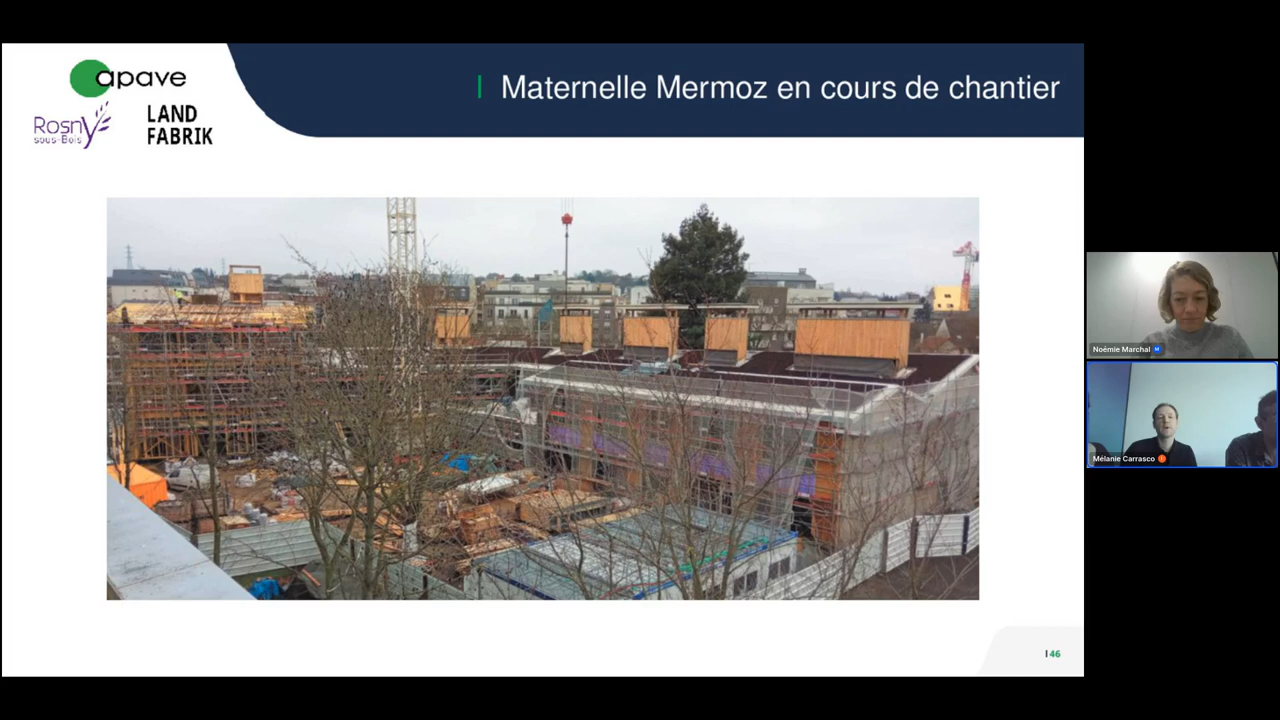 apave
Rosny
sous-Bois
LAND
FABRIK
Maternelle Mermoz en cours de chantier
46
Noémie Marchal
M
Mélanie Carrasco